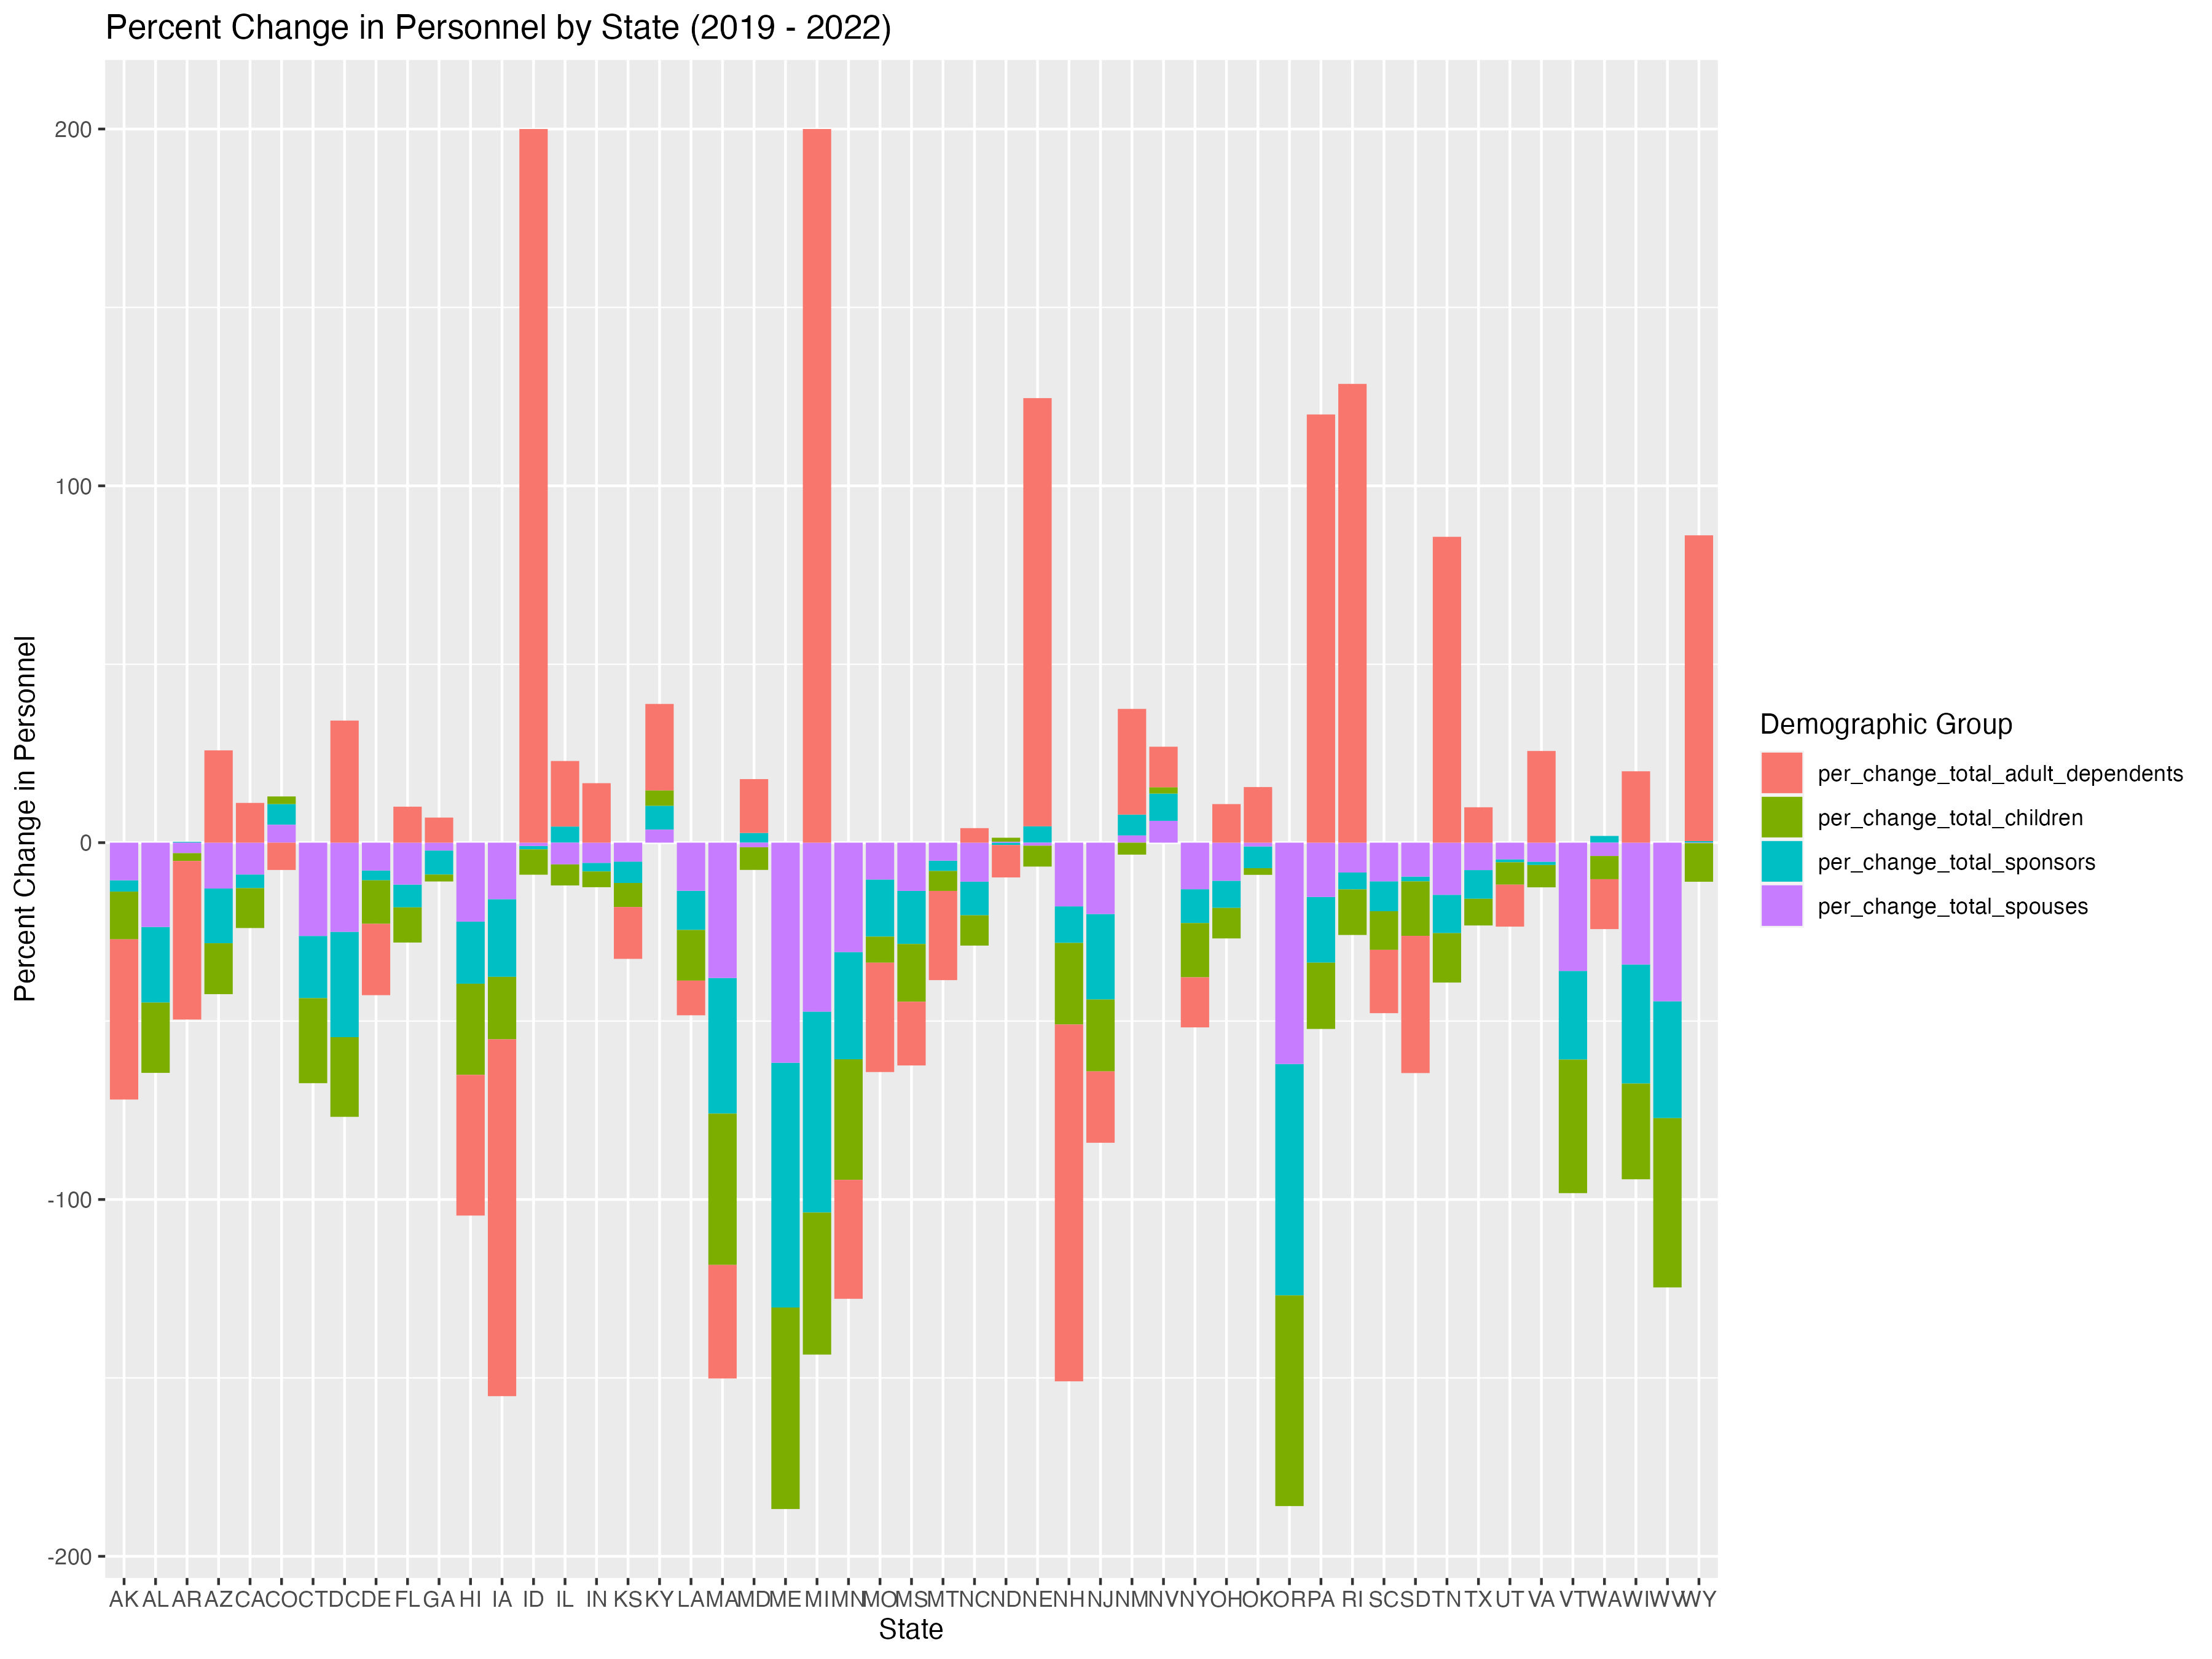 Percent Change in Personnel by State (2019 - 2022)
Percent Change in Personnel
200
100
0
-100
-200
AK AL AR AZ CA CO CT DC DE FL GA HI IA ID IL IN KS KY LA MA MD ME MI MN MO MS MT NC ND NE NH NJ NM NV NY OH OK OR PA RI SC SD TN TX UT VA VT WA WI WV WY
State
Demographic Group
per_change_total_adult_dependents
per_change_total_children
per_change_total_sponsors
per_change_total_spouses